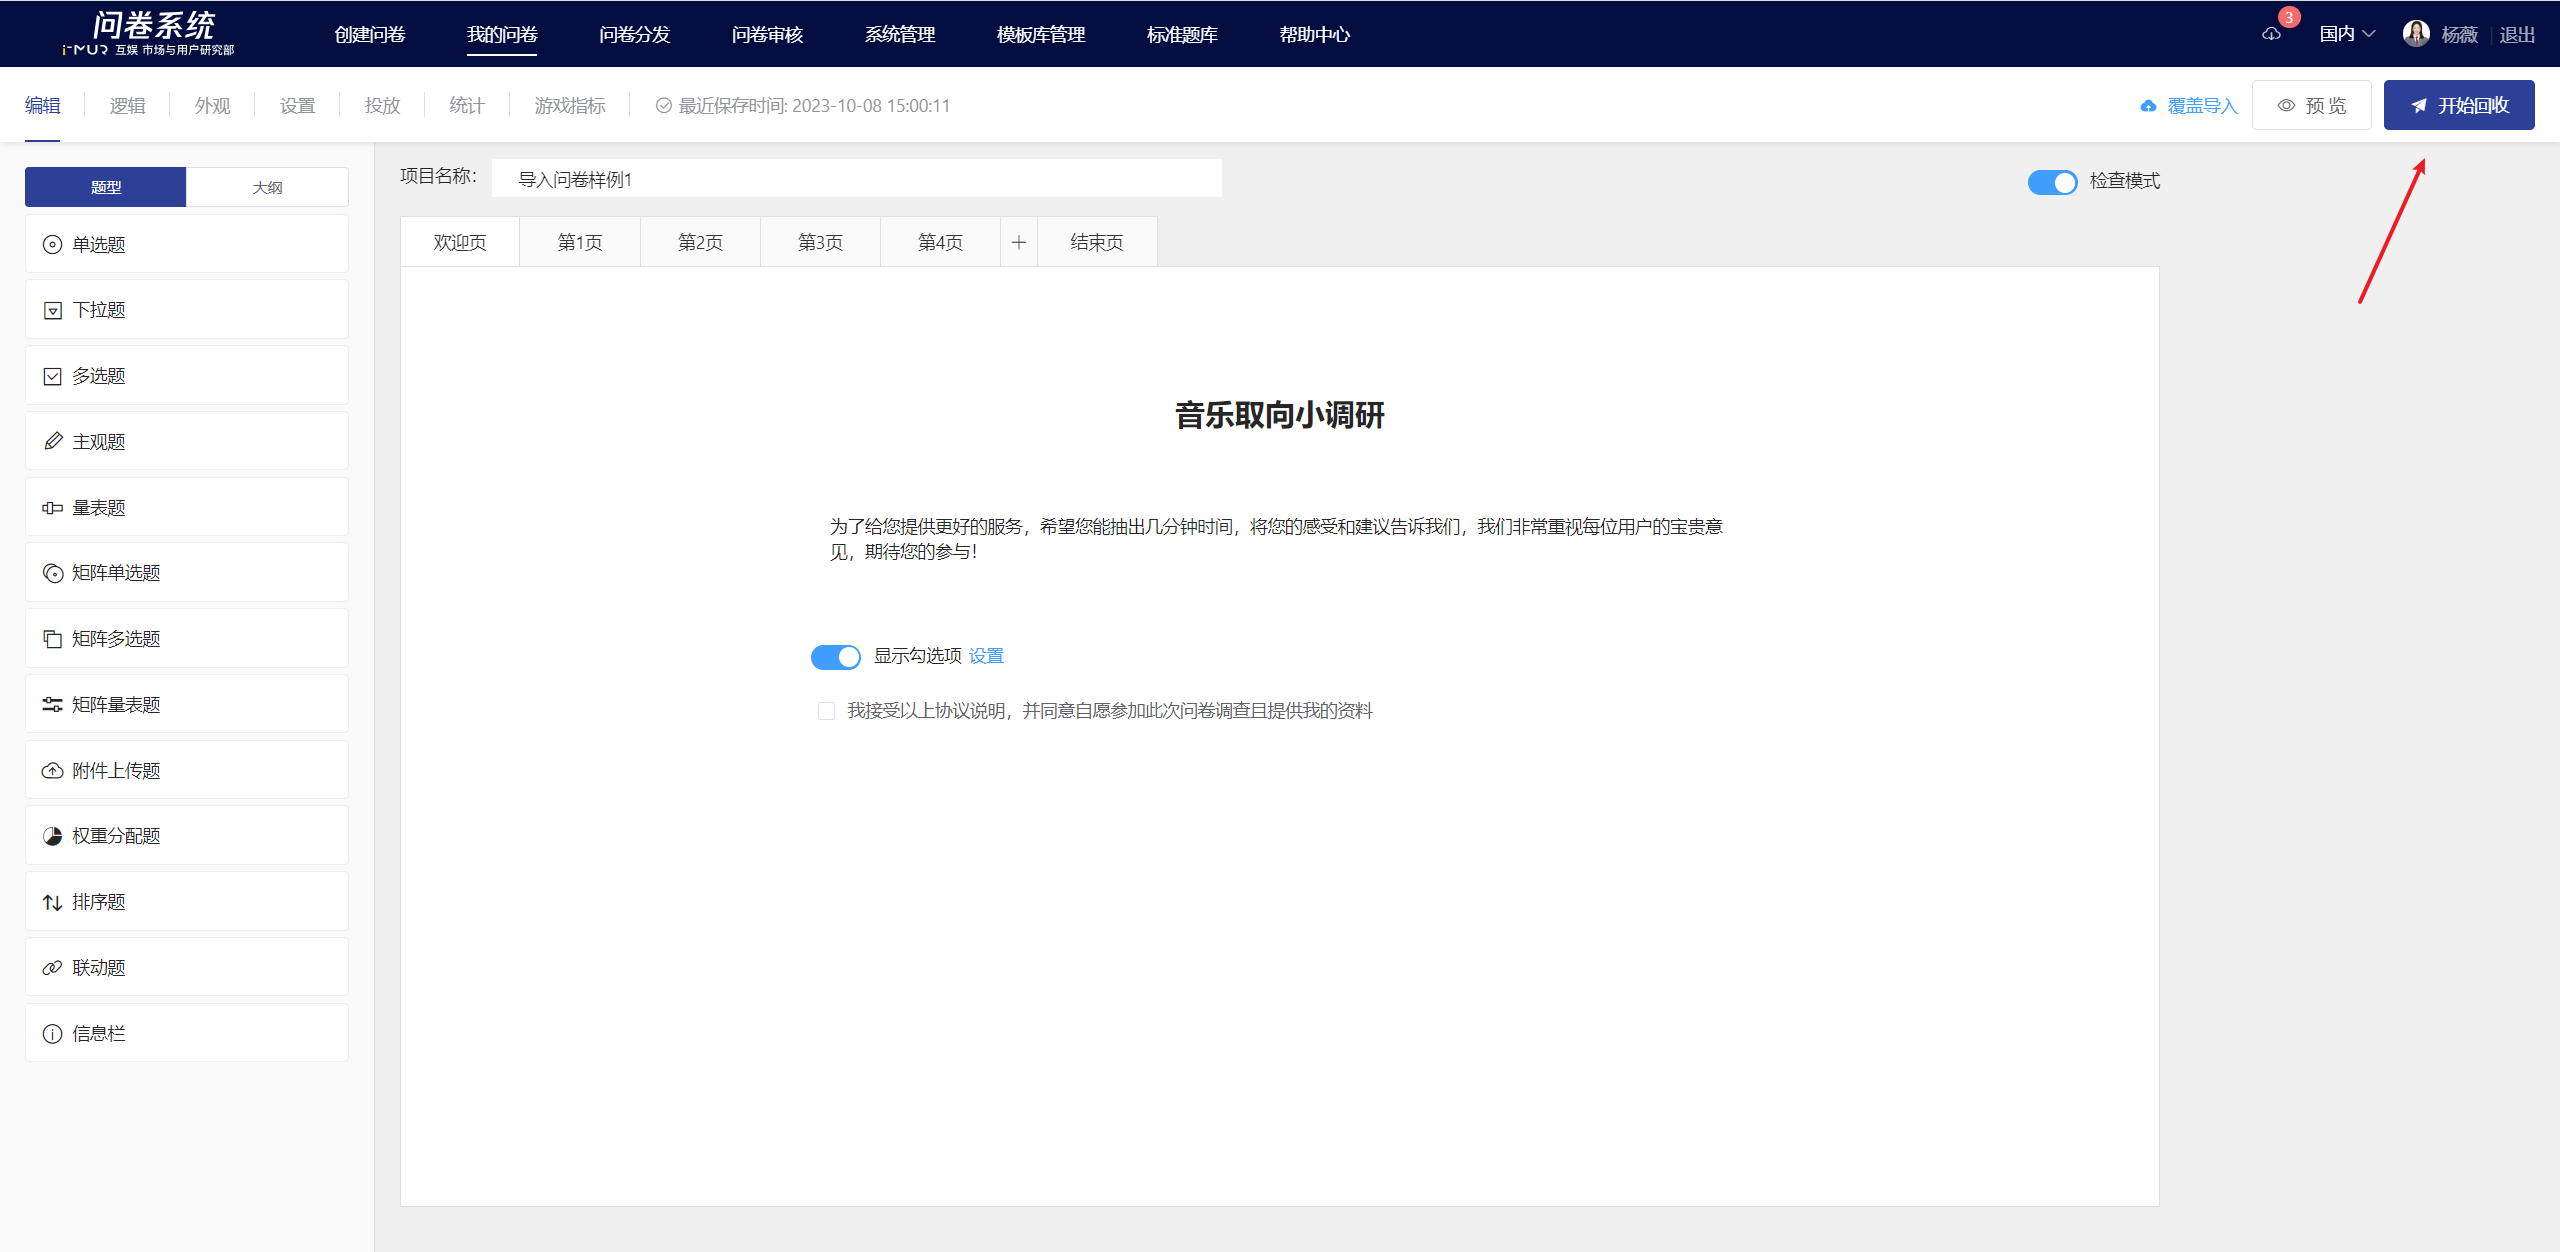 问卷系统
i-MUR 互娱 市场与用户研究部
创建问卷 我的问卷 问卷分发 问卷审核 系统管理 模板库管理 标准题库 帮助中心
3
国内 杨薇 退出
编辑 逻辑 外观 设置 投放 统计 游戏指标 最近保存时间: 2023-10-08 15:00:11
覆盖导入 预 览 开始回收
题型 大纲
单选题
下拉题
多选题
主观题
量表题
矩阵单选题
矩阵多选题
矩阵量表题
附件上传题
权重分配题
排序题
联动题
信息栏
项目名称： 导入问卷样例1
检查模式
欢迎页 第1页 第2页 第3页 第4页 + 结束页
音乐取向小调研
为了给您提供更好的服务，希望您能抽出几分钟时间，将您的感受和建议告诉我们，我们非常重视每位用户的宝贵意
见，期待您的参与！
显示勾选项 设置
我接受以上协议说明，并同意自愿参加此次问卷调查且提供我的资料